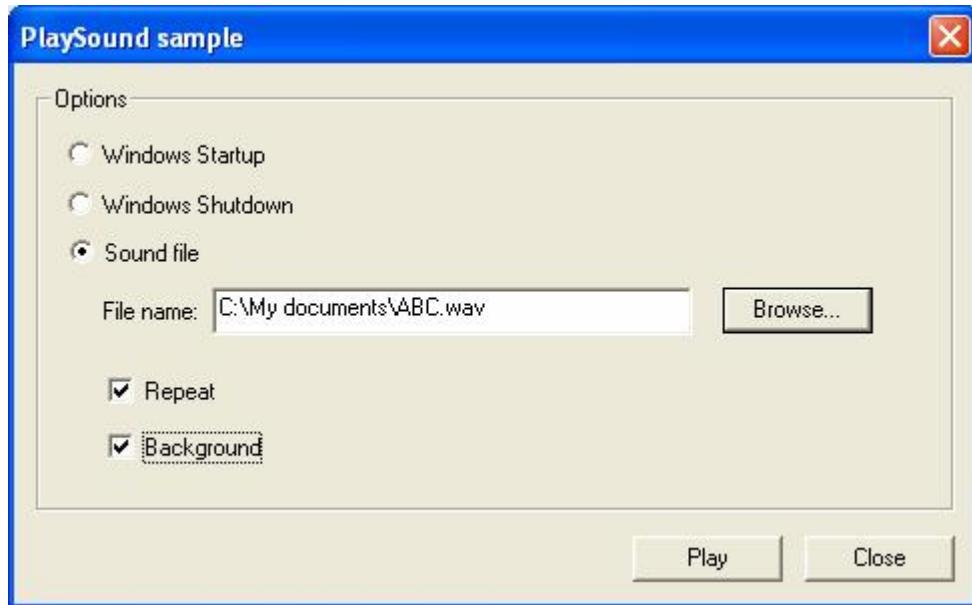 PlaySound sample
Options
Windows Startup
Windows Shutdown
Sound file
File name: C:\My documents\ABC.wav Browse...
Repeat
Background
Play Close